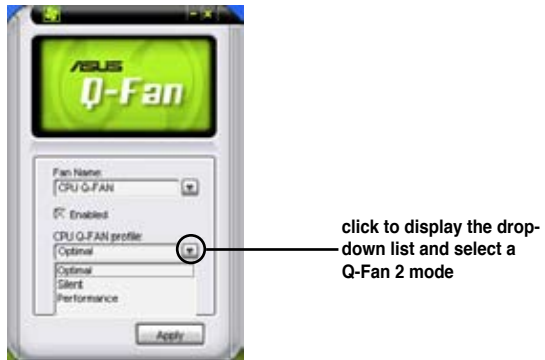 ASUS
Q-Fan
Fan Name:
CPU Q-FAN
Enabled
CPU Q-FAN profile:
Optimal
Optimal
Silent
Performance
Apply
click to display the drop-
down list and select a
Q-Fan 2 mode